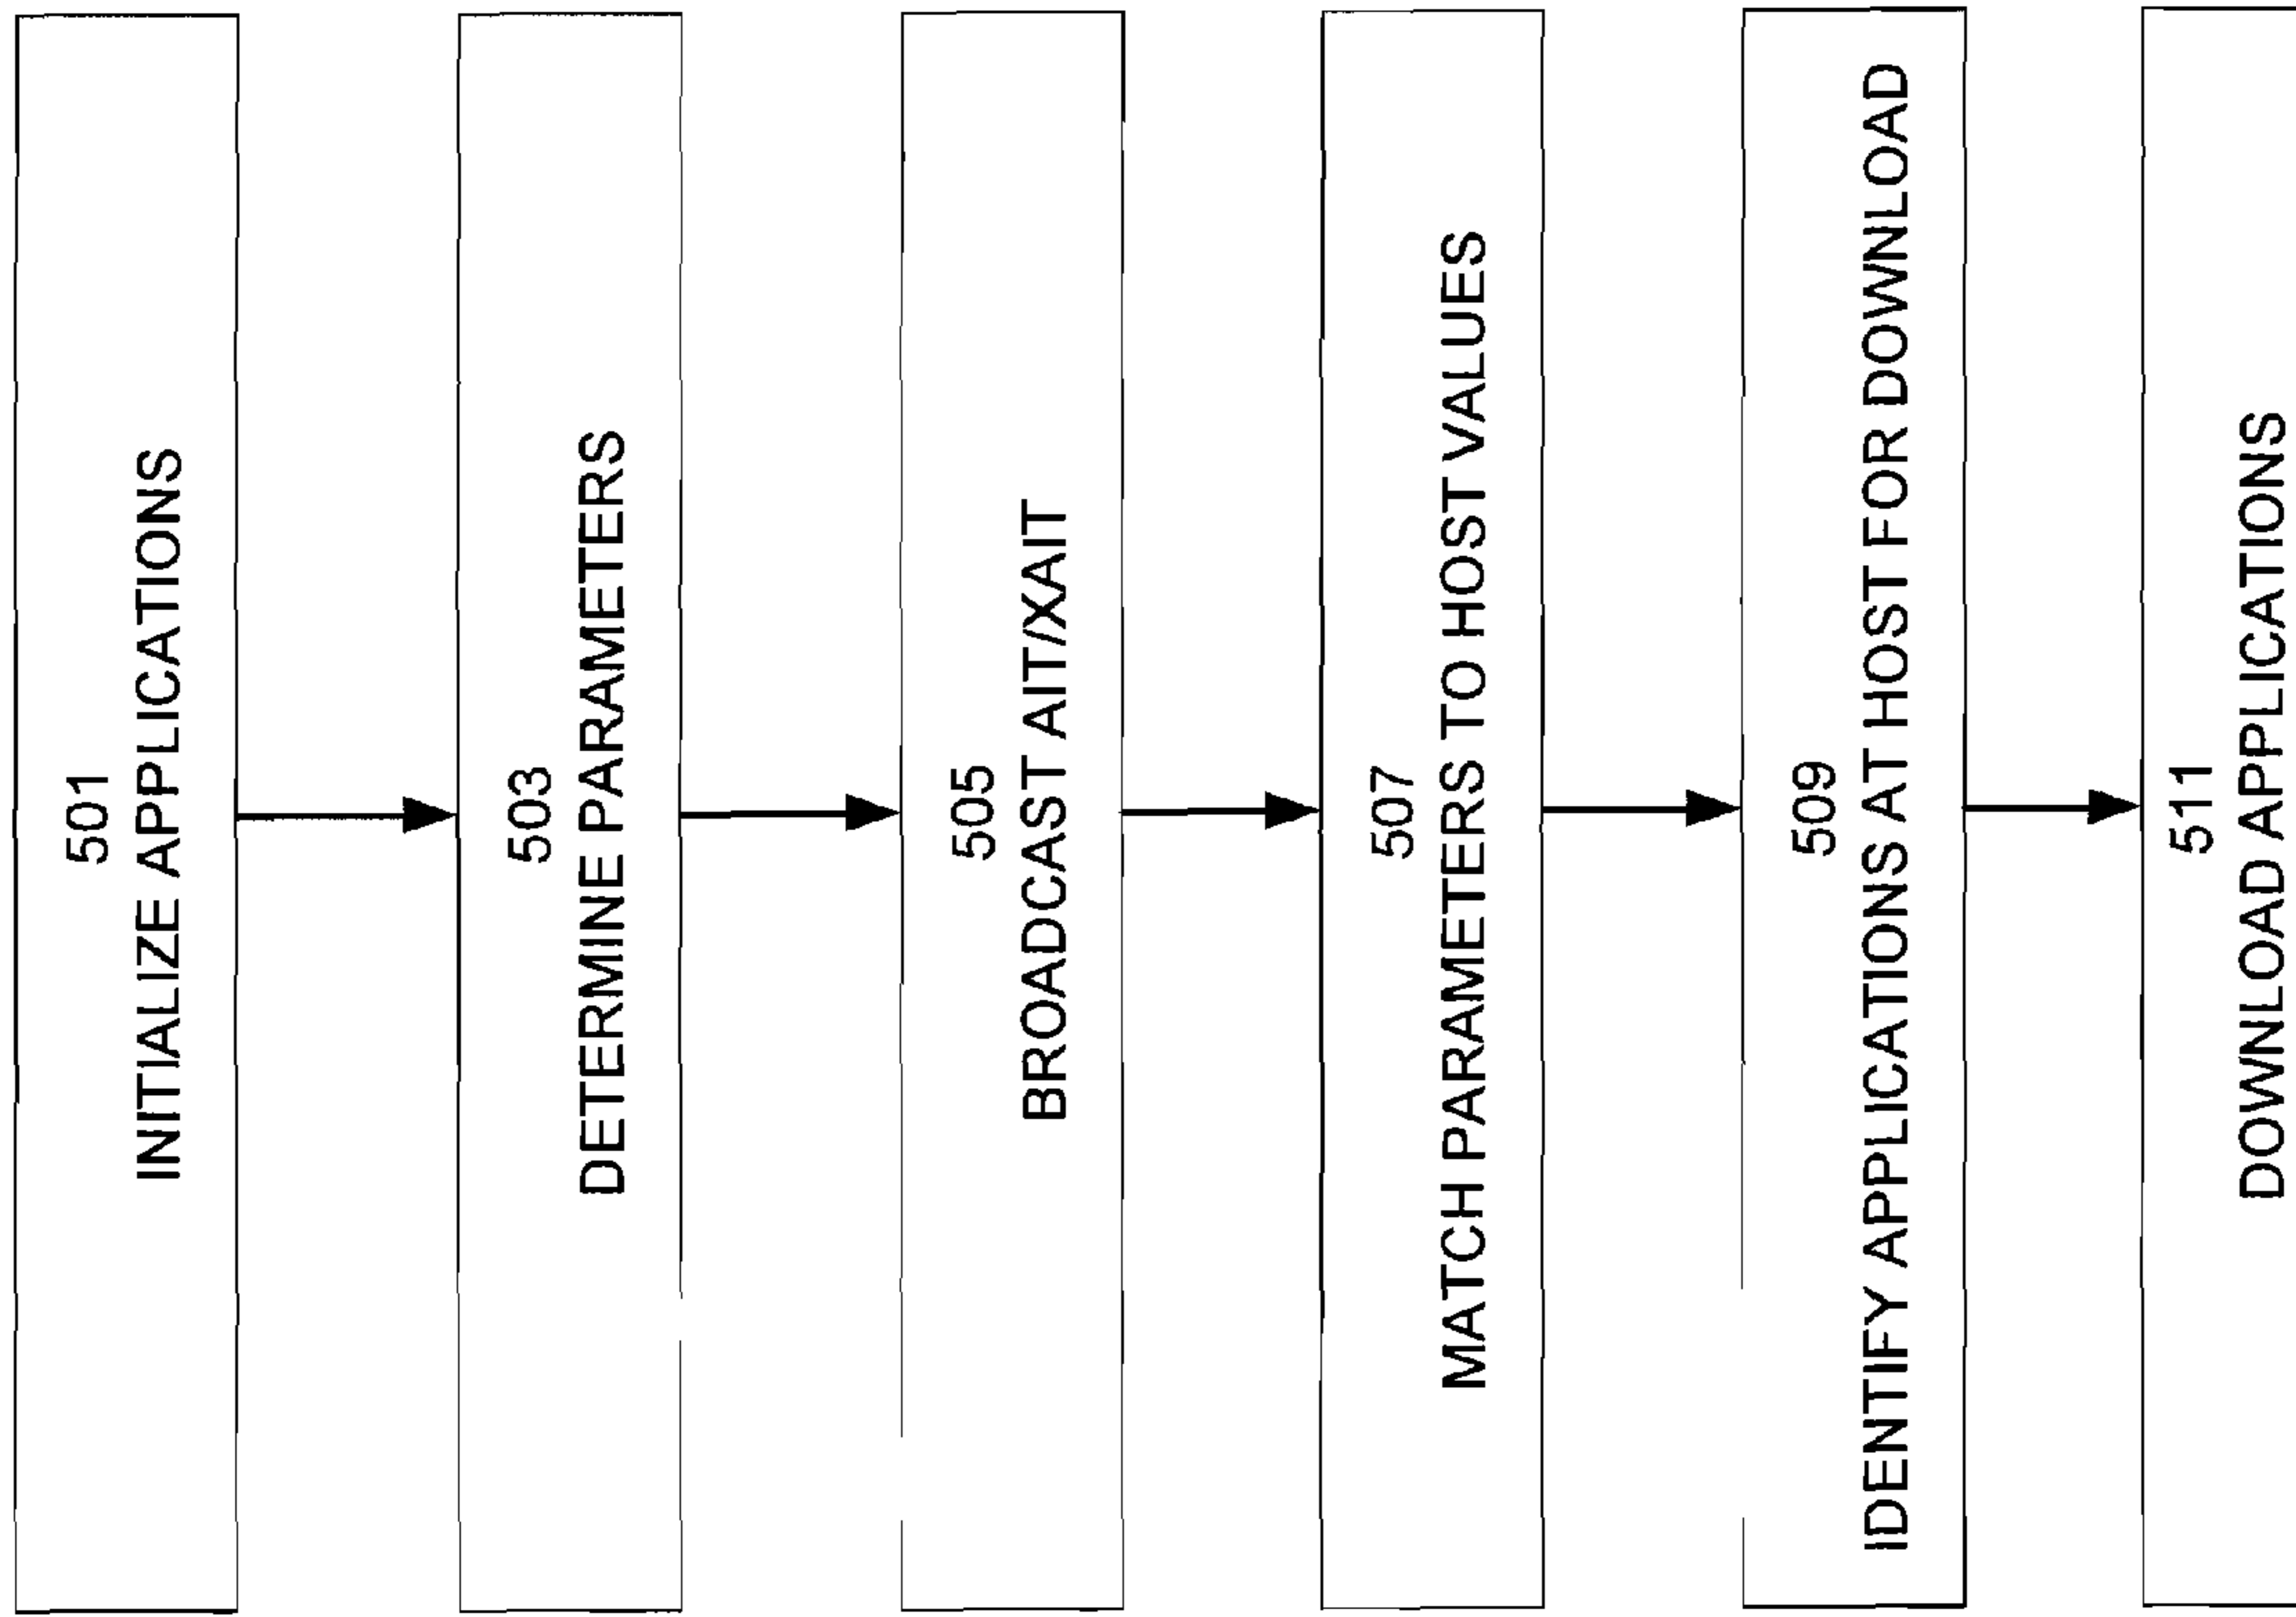 501
INITIALIZE APPLICATIONS
503
DETERMINE PARAMETERS
505
BROADCAST AIT/XAIT
507
MATCH PARAMETERS TO HOST VALUES
509
IDENTIFY APPLICATIONS AT HOST FOR DOWNLOAD
511
DOWNLOAD APPLICATIONS